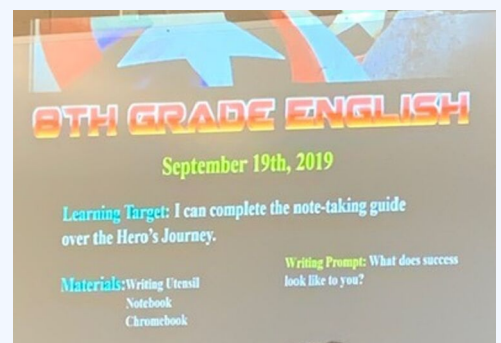 8TH GRADE ENGLISH
September 19th, 2019
Learning Target: I can complete the note-taking guide
over the Hero's Journey.
Materials:Writing Utensil
Notebook
Chromebook
Writing Prompt: What does success
look like to you?